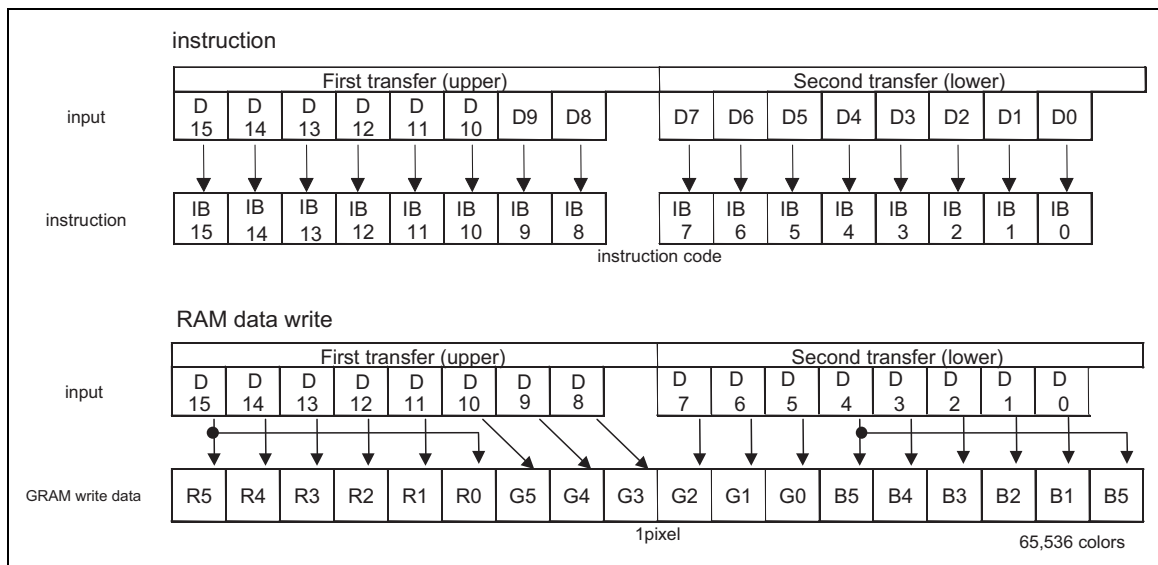 instruction
First transfer (upper) Second transfer (lower)
input D 15 D 14 D 13 D 12 D 11 D 10 D9 D8 D7 D6 D5 D4 D3 D2 D1 D0
instruction IB 15 IB 14 IB 13 IB 12 IB 11 IB 10 IB 9 IB 8 IB 7 IB 6 IB 5 IB 4 IB 3 IB 2 IB 1 IB 0
instruction code
RAM data write
First transfer (upper) Second transfer (lower)
input D 15 D 14 D 13 D 12 D 11 D 10 D 9 D 8 D 7 D 6 D 5 D 4 D 3 D 2 D 1 D 0
GRAM write data R5 R4 R3 R2 R1 R0 G5 G4 G3 G2 G1 G0 B5 B4 B3 B2 B1 B5
1pixel
65,536 colors